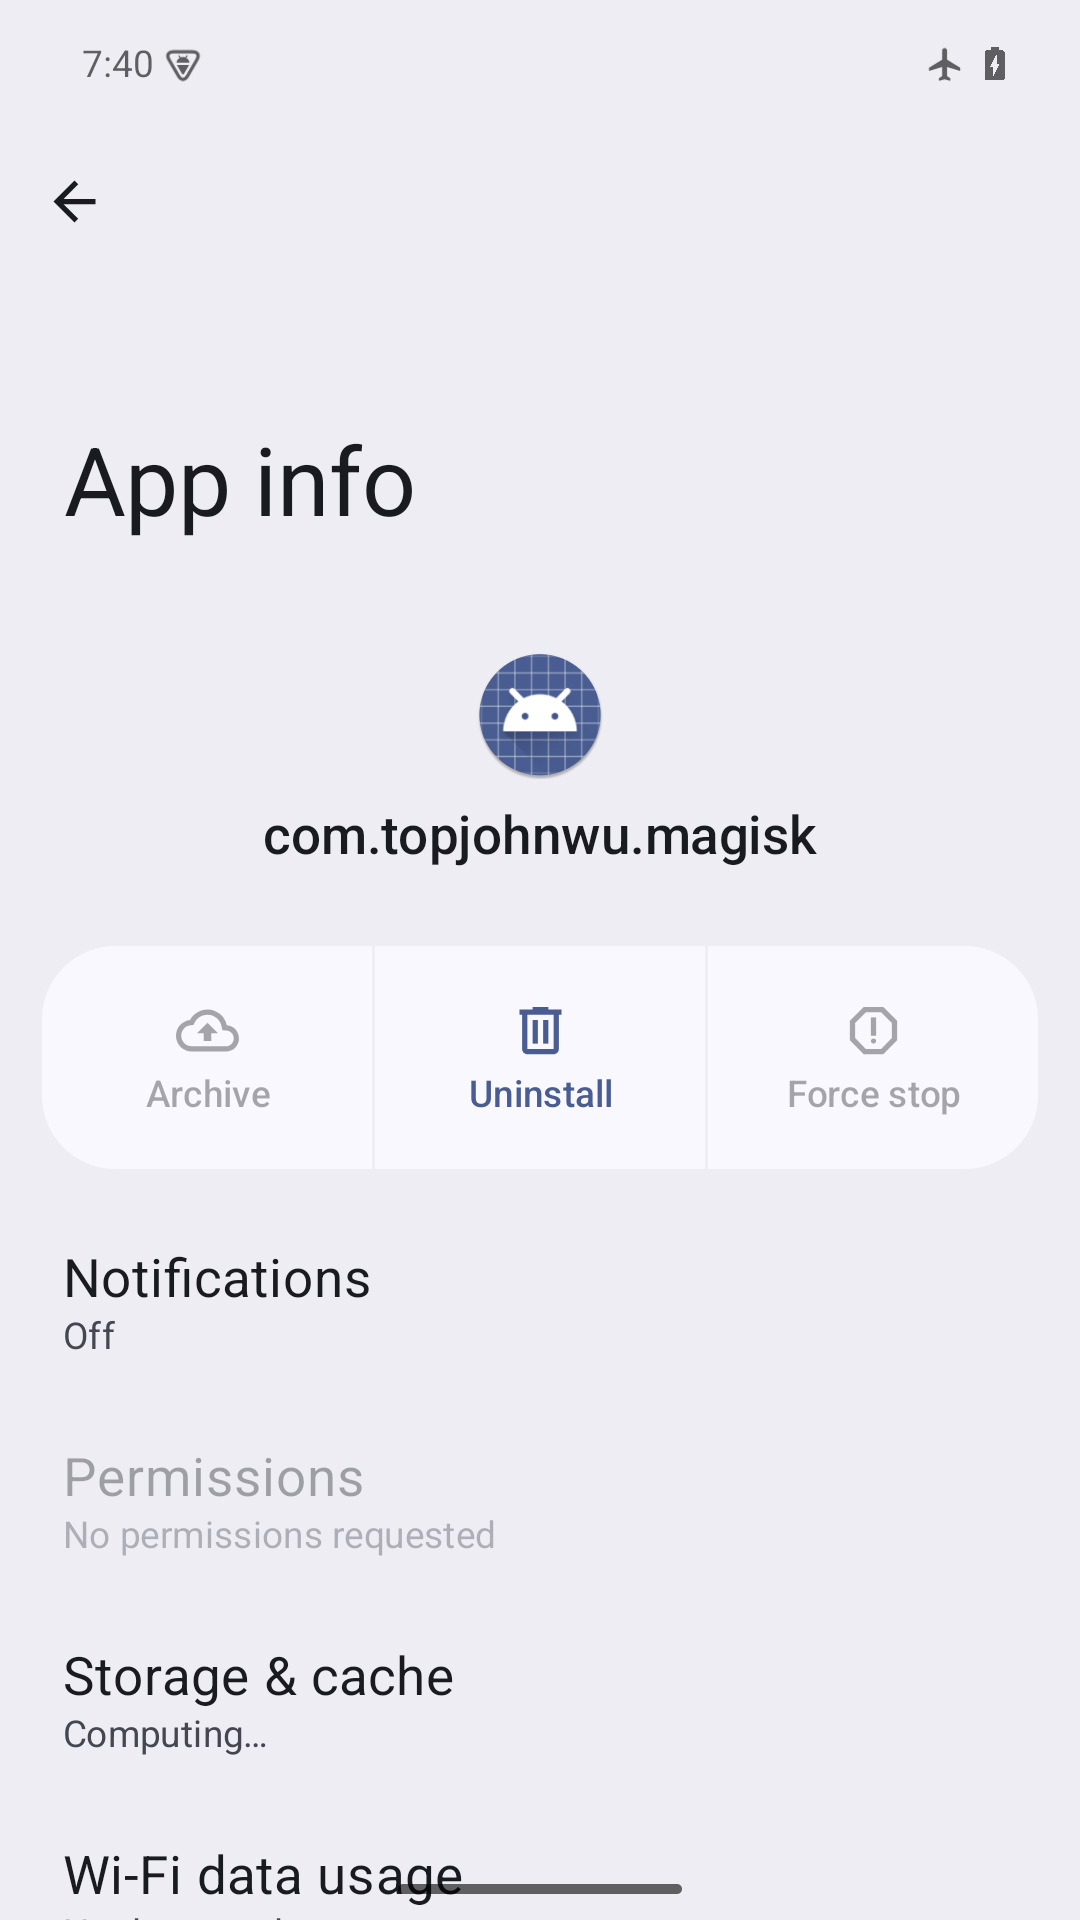 7:40
App info
com.topjohnwu.magisk
Archive
Uninstall
Force stop
Notifications
Off
Permissions
No permissions requested
Storage & cache
Computing…
Wi-Fi data usage